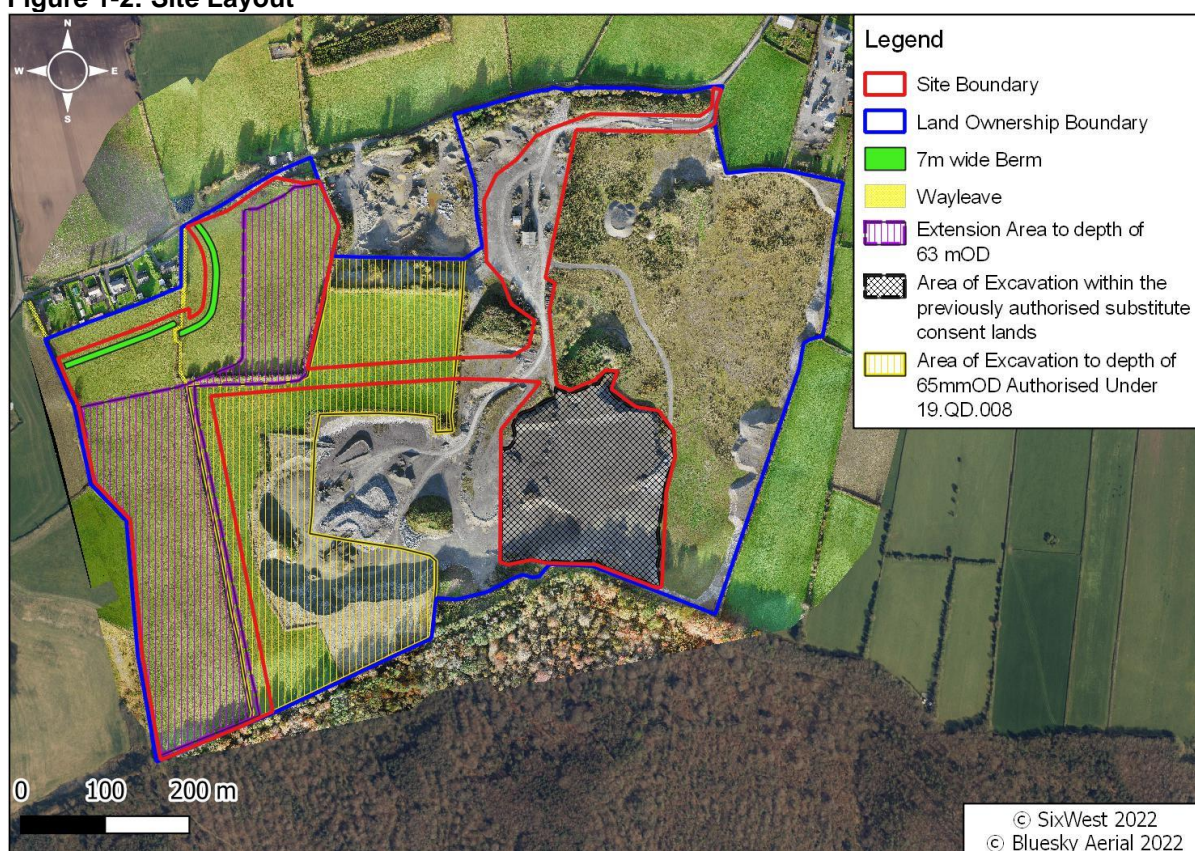 Figure 1-2: Site Layout
N
W E
S
Legend
Site Boundary
Land Ownership Boundary
7m wide Berm
Wayleave
Extension Area to depth of
63 mOD
Area of Excavation within the
previously authorised substitute
consent lands
Area of Excavation to depth of
65mmOD Authorised Under
19.QD.008
0 100 200 m
© SixWest 2022
© Bluesky Aerial 2022